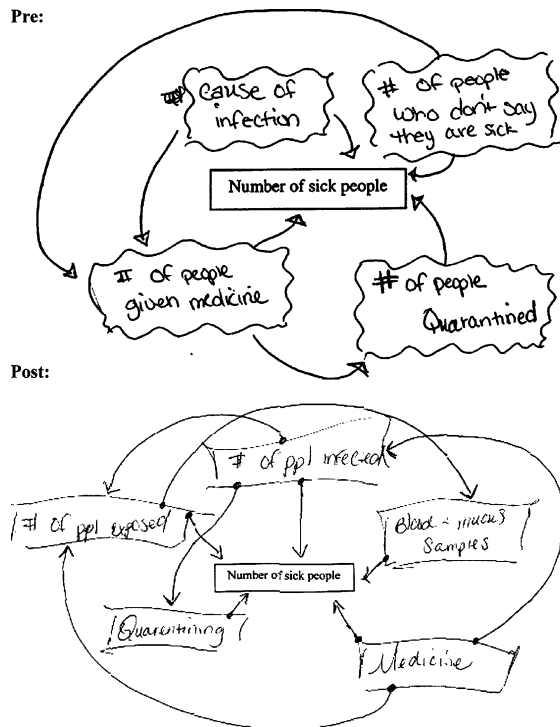 Pre:
cause of
infection
# of people
who don't say
they are sick
Number of sick people
# of people
given medicine
# of people
Quarantined
Post:
# of ppl infected
# of ppl exposed
Blood - mucus
samples
Number of sick people
Quarentining
Medicine